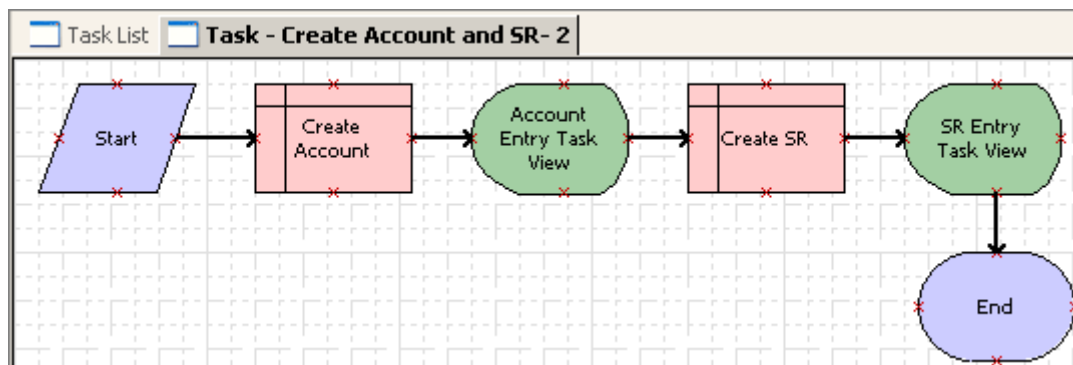 Task List
Task - Create Account and SR- 2
Start
Create
Account
Account
Entry Task
View
Create SR
SR Entry
Task View
End